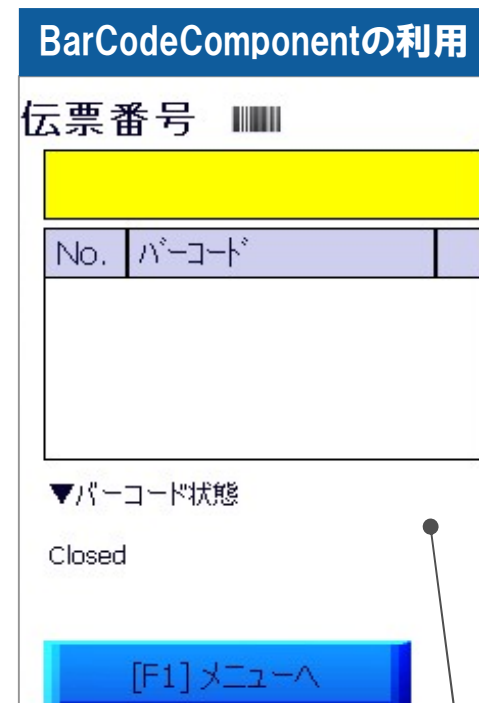 BarCodeComponentの利用
伝票番号
No. バーコード
▼バーコード状態
Closed
[F1] メニューへ